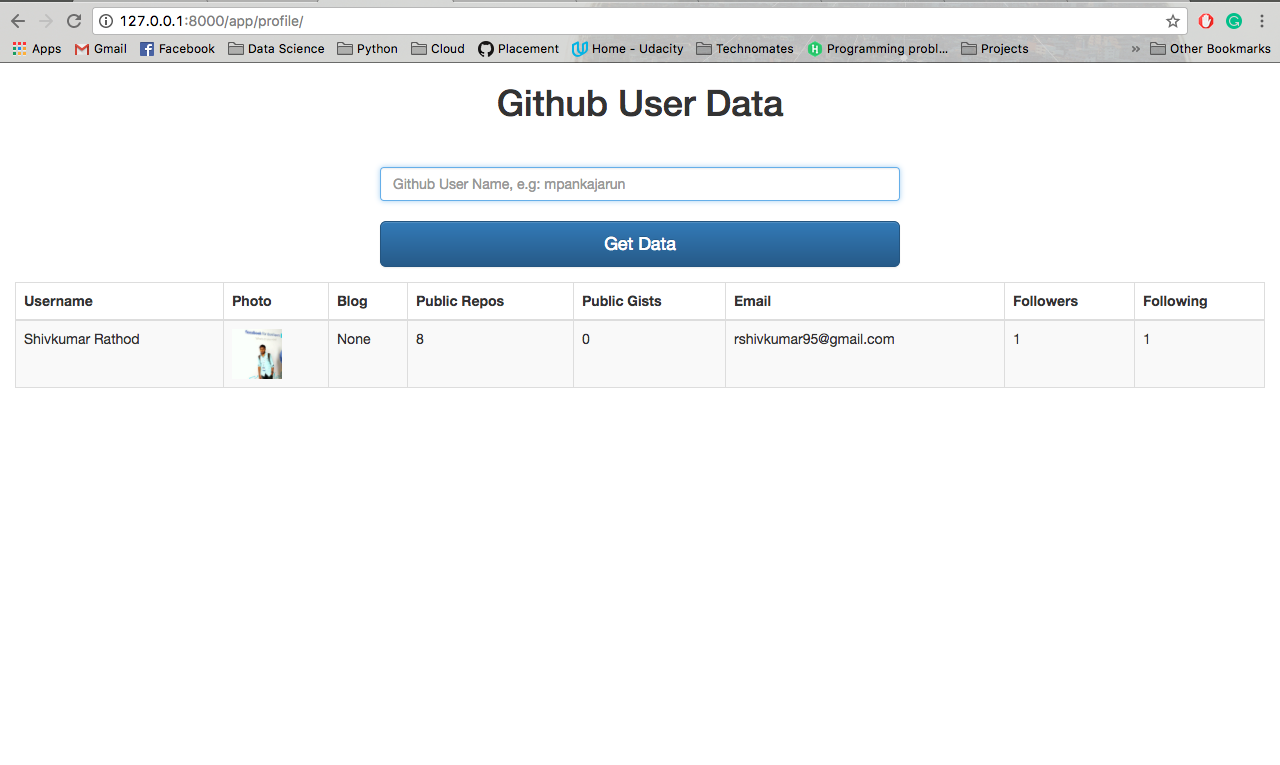 127.0.0.1:8000/app/profile/
Apps Gmail Facebook Data Science Python Cloud Placement Home - Udacity Technomates Programming probl... Projects » Other Bookmarks
Github User Data
Github User Name, e.g: mpankajarun
Get Data
Username Photo Blog Public Repos Public Gists Email Followers Following
Shivkumar Rathod None 8 0 rshivkumar95@gmail.com 1 1